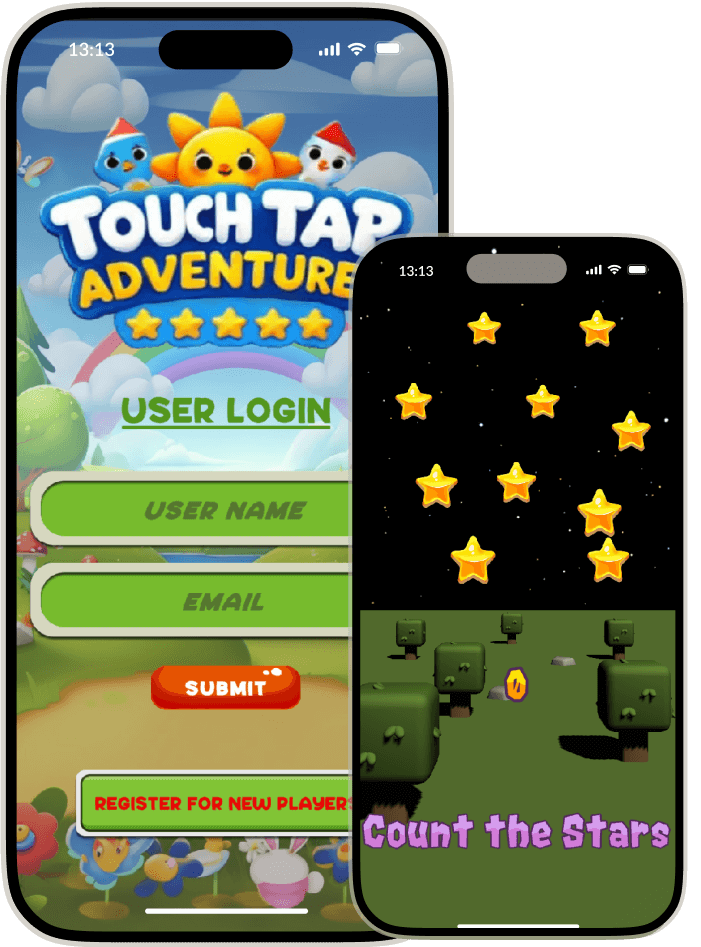 13:13
TOUCH TAP
ADVENTURE
USER LOGIN
USER NAME
EMAIL
SUBMIT
REGISTER FOR NEW PLAYERS
13:13
Count the Stars